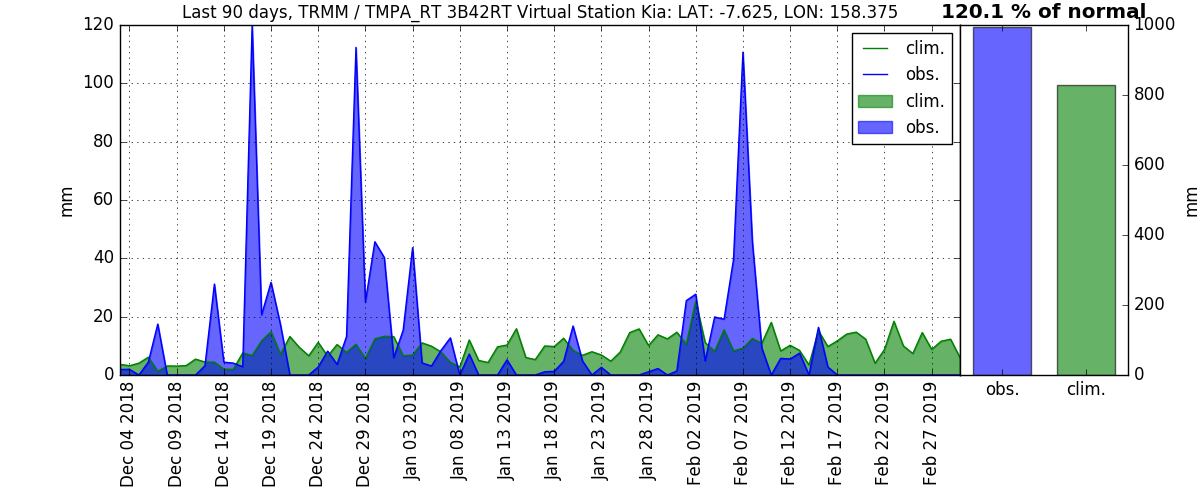 Last 90 days, TRMM / TMPA_RT 3B42RT Virtual Station Kia: LAT: -7.625, LON: 158.375
120.1 % of normal
120
100
80
60
40
20
0
mm
clim.
obs.
clim.
obs.
1000
800
600
400
200
0
mm
Dec 04 2018
Dec 09 2018
Dec 14 2018
Dec 19 2018
Dec 24 2018
Dec 29 2018
Jan 03 2019
Jan 08 2019
Jan 13 2019
Jan 18 2019
Jan 23 2019
Jan 28 2019
Feb 02 2019
Feb 07 2019
Feb 12 2019
Feb 17 2019
Feb 22 2019
Feb 27 2019
obs.
clim.